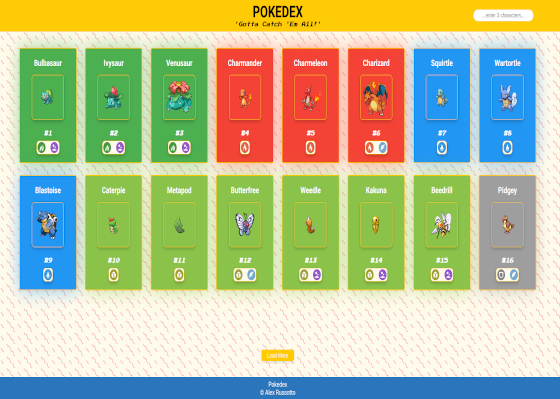 POKEDEX
'Gotta Catch 'Em All!'
...enter 3 characters...
Bulbasaur
Ivysaur
Venusaur
Charmander
Charmeleon
Charizard
Squirtle
Wartortle
#1
#2
#3
#4
#5
#6
#7
#8
Blastoise
Caterpie
Metapod
Butterfree
Weedle
Kakuna
Beedrill
Pidgey
#9
#10
#11
#12
#13
#14
#15
#16
Load More
Pokedex
© Alex Russotto